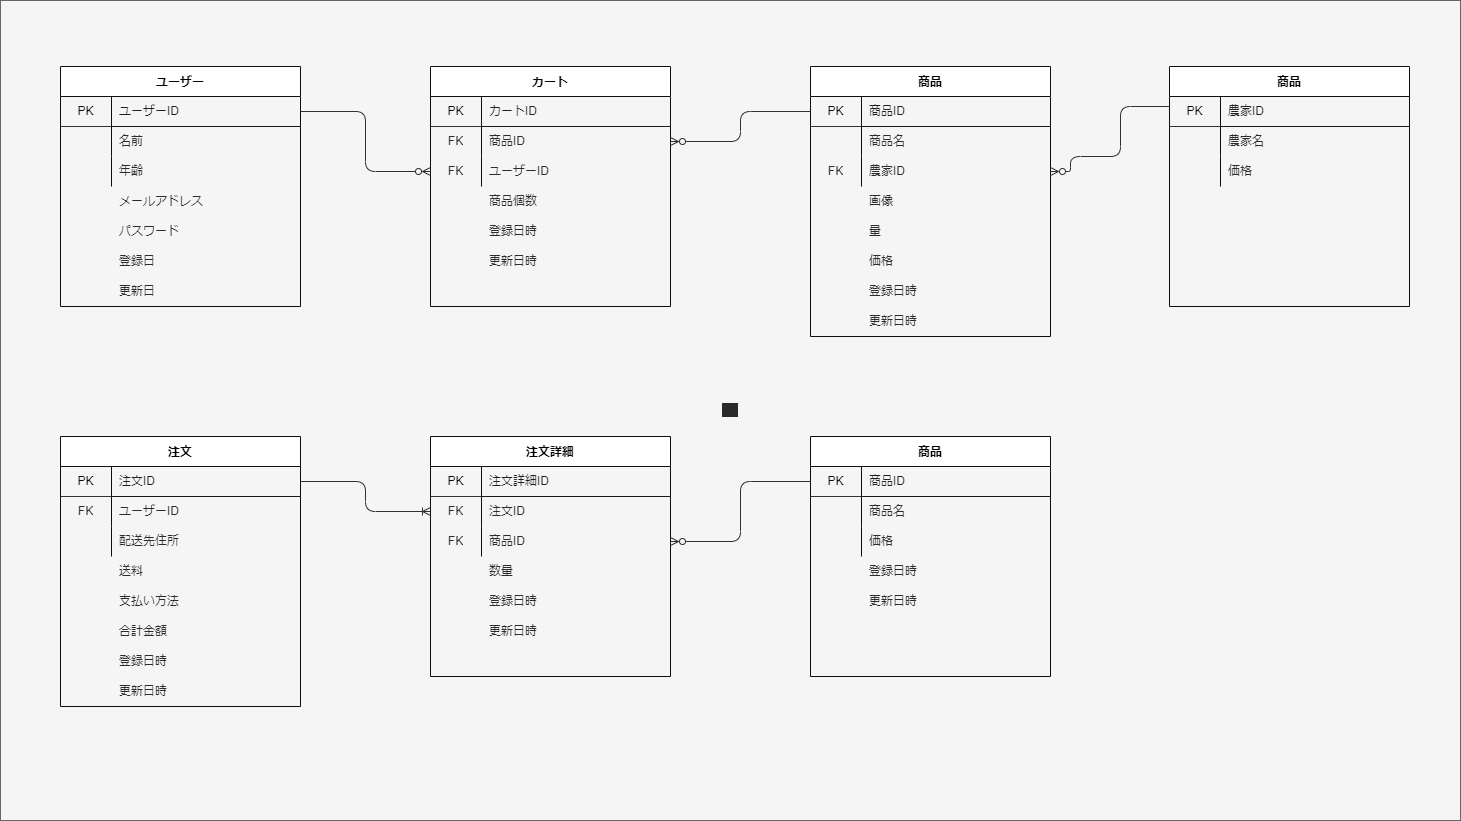 ユーザー
PK ユーザーID
名前
年齢
メールアドレス
パスワード
登録日
更新日
カート
PK カートID
FK 商品ID
FK ユーザーID
商品個数
登録日時
更新日時
商品
PK 商品ID
商品名
FK 農家ID
画像
量
価格
登録日時
更新日時
商品
PK 農家ID
農家名
価格
注文
PK 注文ID
FK ユーザーID
配送先住所
送料
支払い方法
合計金額
登録日時
更新日時
注文詳細
PK 注文詳細ID
FK 注文ID
FK 商品ID
数量
登録日時
更新日時
商品
PK 商品ID
商品名
価格
登録日時
更新日時